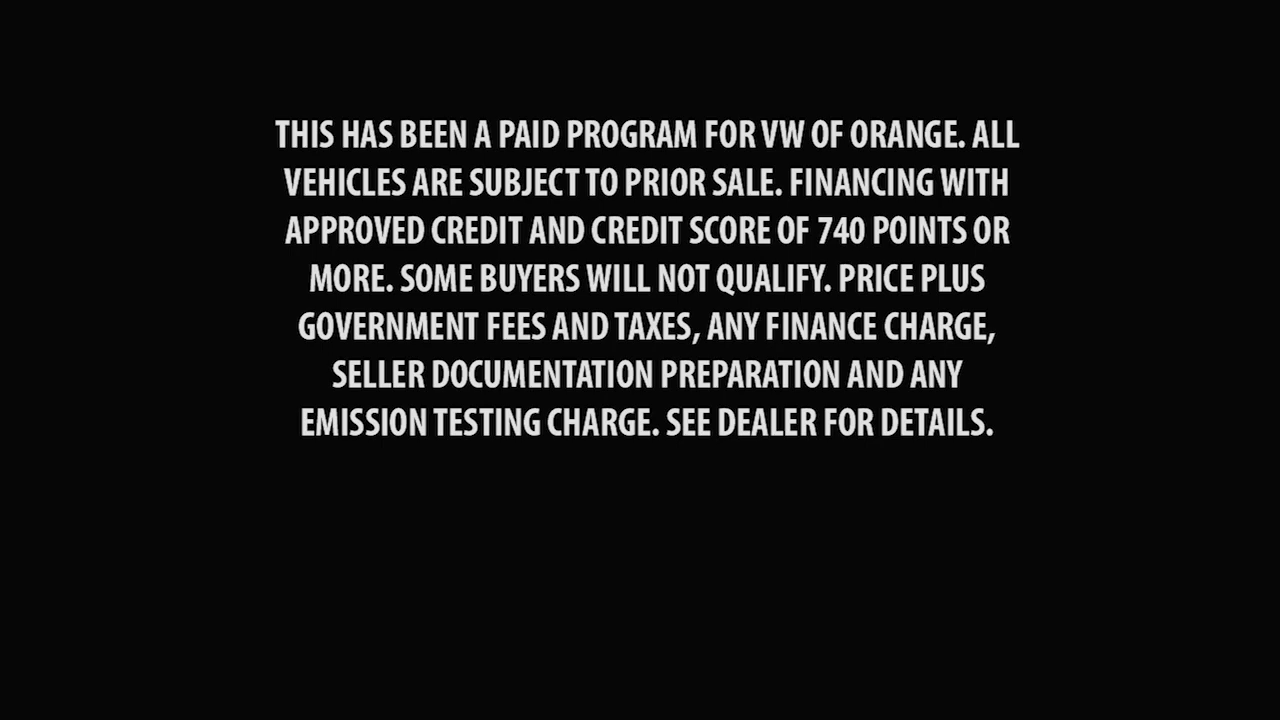 THIS HAS BEEN A PAID PROGRAM FOR VW OF ORANGE. ALL
VEHICLES ARE SUBJECT TO PRIOR SALE. FINANCING WITH
APPROVED CREDIT AND CREDIT SCORE OF 740 POINTS OR
MORE. SOME BUYERS WILL NOT QUALIFY. PRICE PLUS
GOVERNMENT FEES AND TAXES, ANY FINANCE CHARGE,
SELLER DOCUMENTATION PREPARATION AND ANY
EMISSION TESTING CHARGE. SEE DEALER FOR DETAILS.